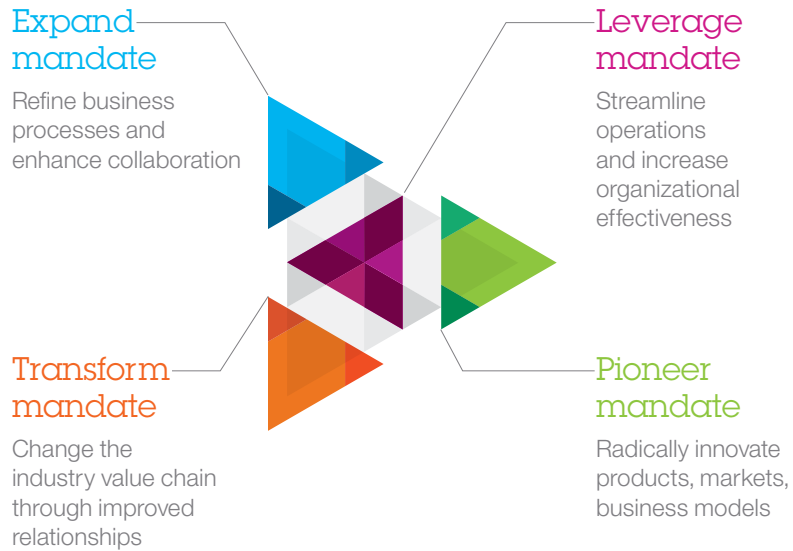 Expand
mandate
Refine business
processes and
enhance collaboration
Leverage
mandate
Streamline
operations
and increase
organizational
effectiveness
Transform
mandate
Change the
industry value chain
through improved
relationships
Pioneer
mandate
Radically innovate
products, markets,
business models